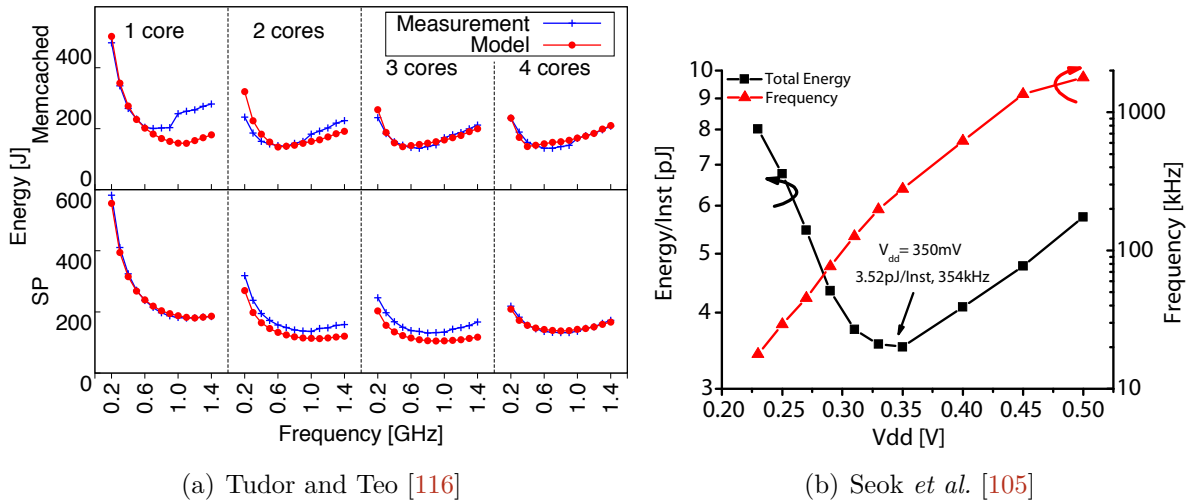 1 core
2 cores
Measurement
Model
3 cores
4 cores
Memcached
400
200
0
Energy [J]
SP
600
400
200
0
0.2
0.6
1.0
1.4
0.2
0.6
1.0
1.4
0.2
0.6
1.0
1.4
0.2
0.6
1.0
1.4
Frequency [GHz]
(a) Tudor and Teo [116]
Total Energy
Frequency
10
9
8
7
6
5
4
3
Energy/Inst [pJ]
Vdd= 350mV
3.52pJ/Inst, 354kHz
1000
100
10
Frequency [kHz]
0.20
0.25
0.30
0.35
0.40
0.45
0.50
Vdd [V]
(b) Seok et al. [105]